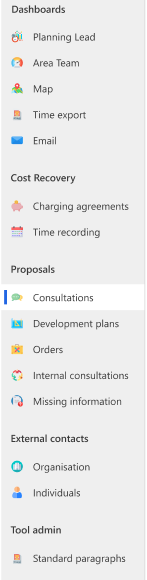 Dashboards
Planning Lead
Area Team
Map
Time export
Email
Cost Recovery
Charging agreements
Time recording
Proposals
Consultations
Development plans
Orders
Internal consultations
Missing information
External contacts
Organisation
Individuals
Tool admin
Standard paragraphs